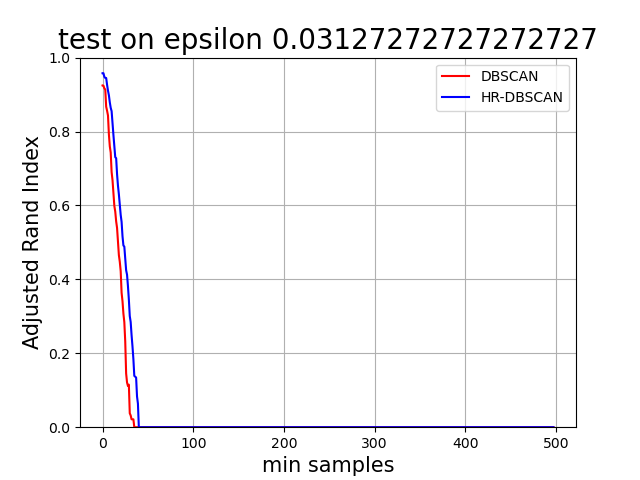 test on epsilon 0.03127272727272727
DBSCAN
HR-DBSCAN
Adjusted Rand Index
1.0
0.8
0.6
0.4
0.2
0.0
0 100 200 300 400 500
min samples